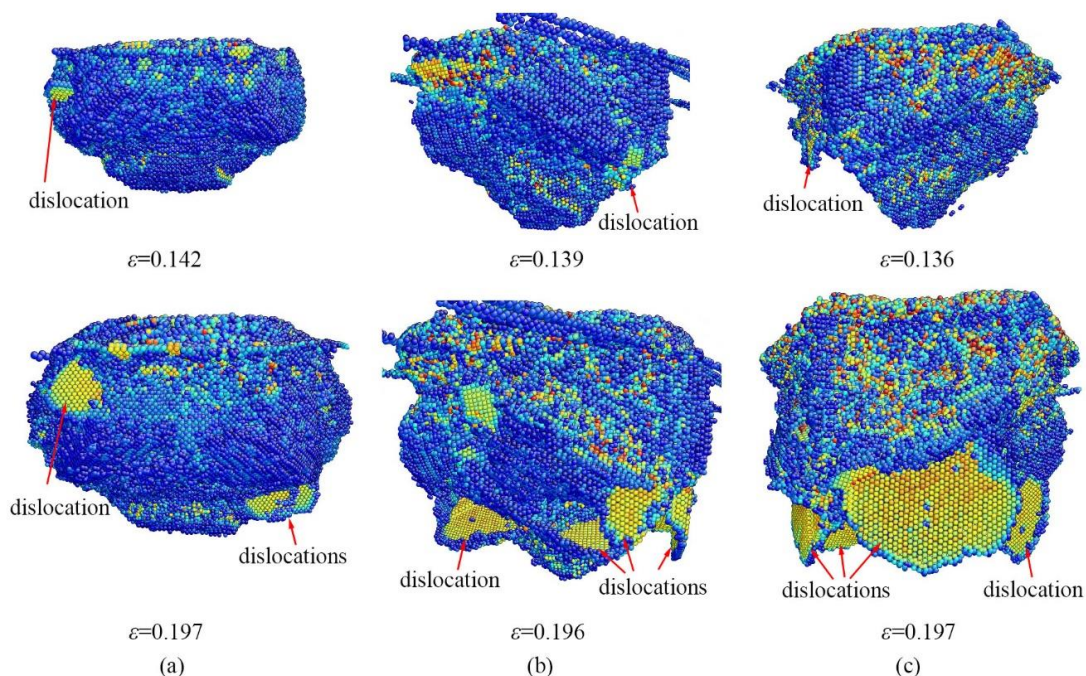 dislocation
dislocation
dislocation
ε=0.142
ε=0.139
ε=0.136
dislocation
dislocations
dislocation
dislocations
dislocations
dislocation
ε=0.197
ε=0.196
ε=0.197
(a)
(b)
(c)